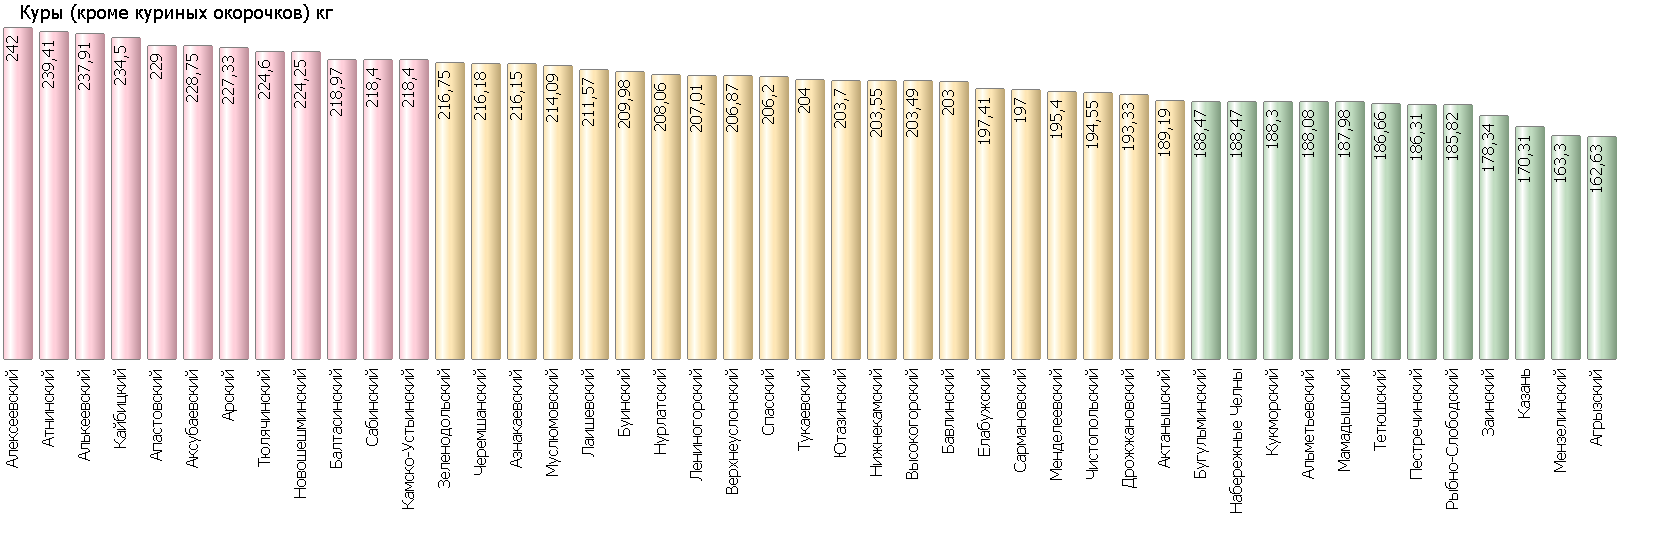 Куры (кроме куриных окорочков) кг
242
239,41
237,91
234,5
229
228,75
227,33
224,6
224,25
218,97
218,4
218,4
216,75
216,18
216,15
214,09
211,57
209,98
208,06
207,01
206,87
206,2
204
203,7
203,55
203,49
203
197,41
197
195,4
194,55
193,33
189,19
188,47
188,47
188,3
188,08
187,98
186,66
186,31
185,82
178,34
170,31
163,3
162,63
Алексеевский
Атнинский
Алькеевский
Кайбицкий
Апастовский
Аксубаевский
Арский
Тюлячинский
Новошешминский
Балтасинский
Сабинский
Камско-Устьинский
Зеленодольский
Черемшанский
Азнакаевский
Муслюмовский
Лаишевский
Буинский
Нурлатский
Лениногорский
Верхнеуслонский
Спасский
Тукаевский
Ютазинский
Нижнекамский
Высокогорский
Бавлинский
Елабужский
Сармановский
Менделеевский
Чистопольский
Дрожжановский
Актанышский
Бугульминский
Набережные Челны
Кукморский
Альметьевский
Мамадышский
Тетюшский
Пестречинский
Рыбно-Слободский
Заинский
Казань
Мензелинский
Агрызский